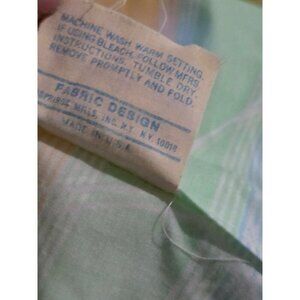 MACHINE WASH WARM SETTING.
IF USING BLEACH, FOLLOW MFRS
INSTRUCTIONS. TUMBLE DRY.
REMOVE PROMPTLY AND FOLD.
FABRIC DESIGN
MILLS, INC. N.Y. N.Y. 10018
MADE IN U.S.A.